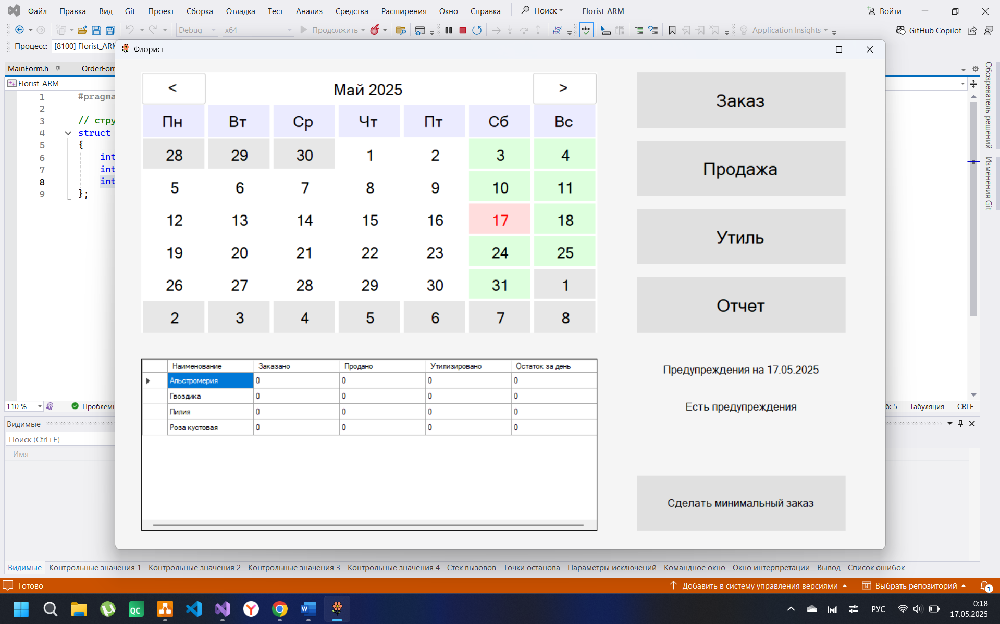 Файл Правка Вид Git Проект Сборка Отладка Тест Анализ Средства Расширения Окно Справка Поиск Florist_ARM Войти
Debug x64 Продолжить abc Application Insights GitHub Copilot
Процесс: [8100] Florist_ARM
Флорист
MainForm.h OrderForm
Florist_ARM
1 #pragma
2
3 // стру
4 struct
5 {
6 int
7 int
8 int
9 };
< Май 2025 >
Пн Вт Ср Чт Пт Сб Вс
28 29 30 1 2 3 4
5 6 7 8 9 10 11
12 13 14 15 16 17 18
19 20 21 22 23 24 25
26 27 28 29 30 31 1
2 3 4 5 6 7 8
Заказ
Продажа
Утиль
Отчет
Обозреватель решений
Изменения Git
Наименование Заказано Продано Утилизировано Остаток за день
Альстромерия 0 0 0 0
Гвоздика 0 0 0 0
Лилия 0 0 0 0
Роза кустовая 0 0 0 0
Предупреждения на 17.05.2025
Есть предупреждения
Сделать минимальный заказ
110 % Проблемы б: 5 Табуляция CRLF
Видимые
Поиск (Ctrl+E)
Имя
Видимые Контрольные значения 1 Контрольные значения 2 Контрольные значения 3 Контрольные значения 4 Стек вызовов Точки останова Параметры исключений Командное окно Окно интерпретации Вывод Список ошибок
Готово Добавить в систему управления версиями Выбрать репозиторий 1
QC W РУС 0:18
17.05.2025